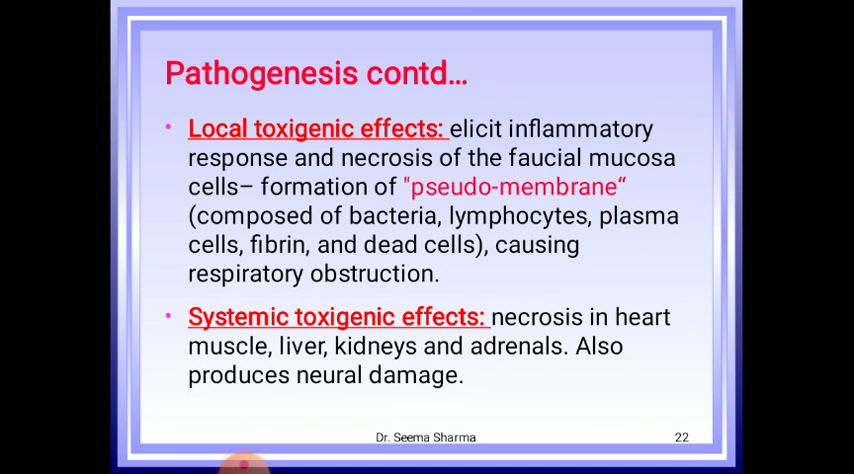 Pathogenesis contd...
• Local toxigenic effects: elicit inflammatory
response and necrosis of the faucial mucosa
cells– formation of "pseudo-membrane“
(composed of bacteria, lymphocytes, plasma
cells, fibrin, and dead cells), causing
respiratory obstruction.
• Systemic toxigenic effects: necrosis in heart
muscle, liver, kidneys and adrenals. Also
produces neural damage.
Dr. Seema Sharma 22